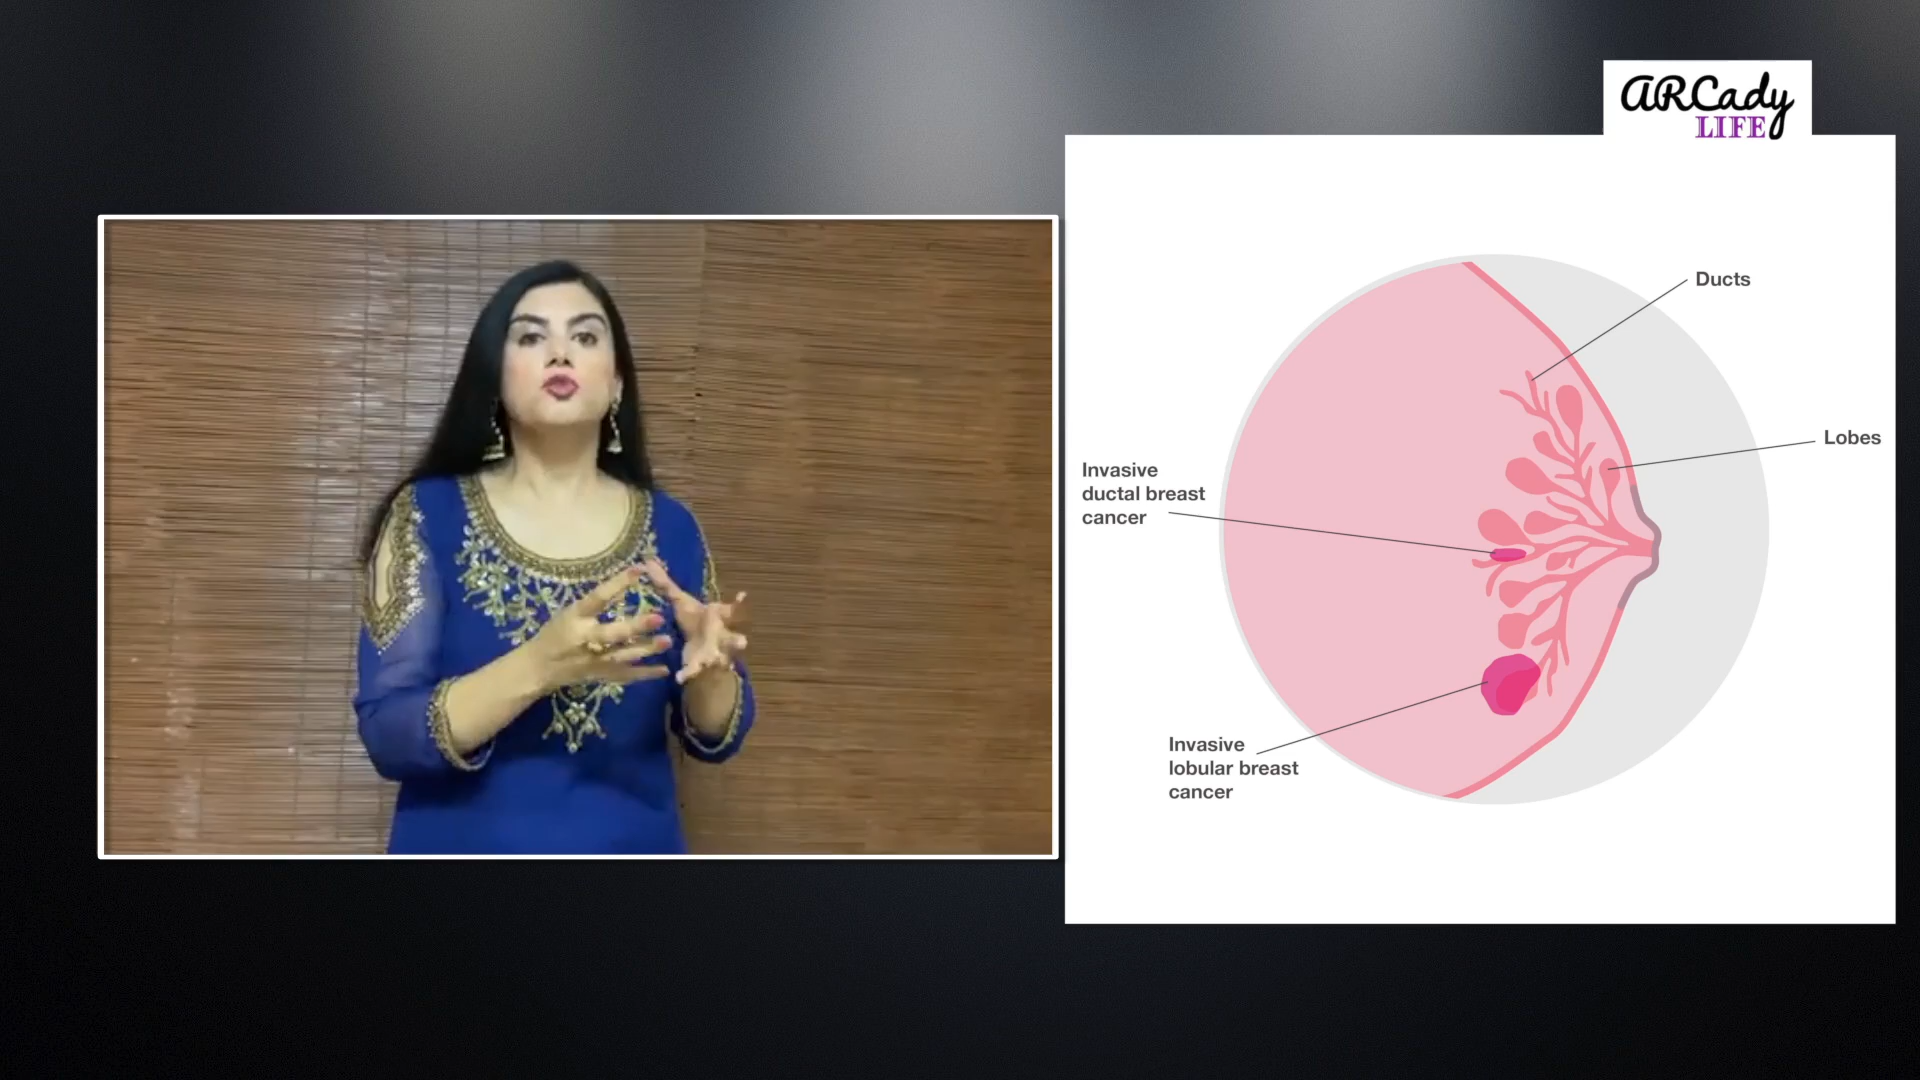 ARCady
LIFE
Ducts
Lobes
Invasive
ductal breast
cancer
Invasive
lobular breast
cancer